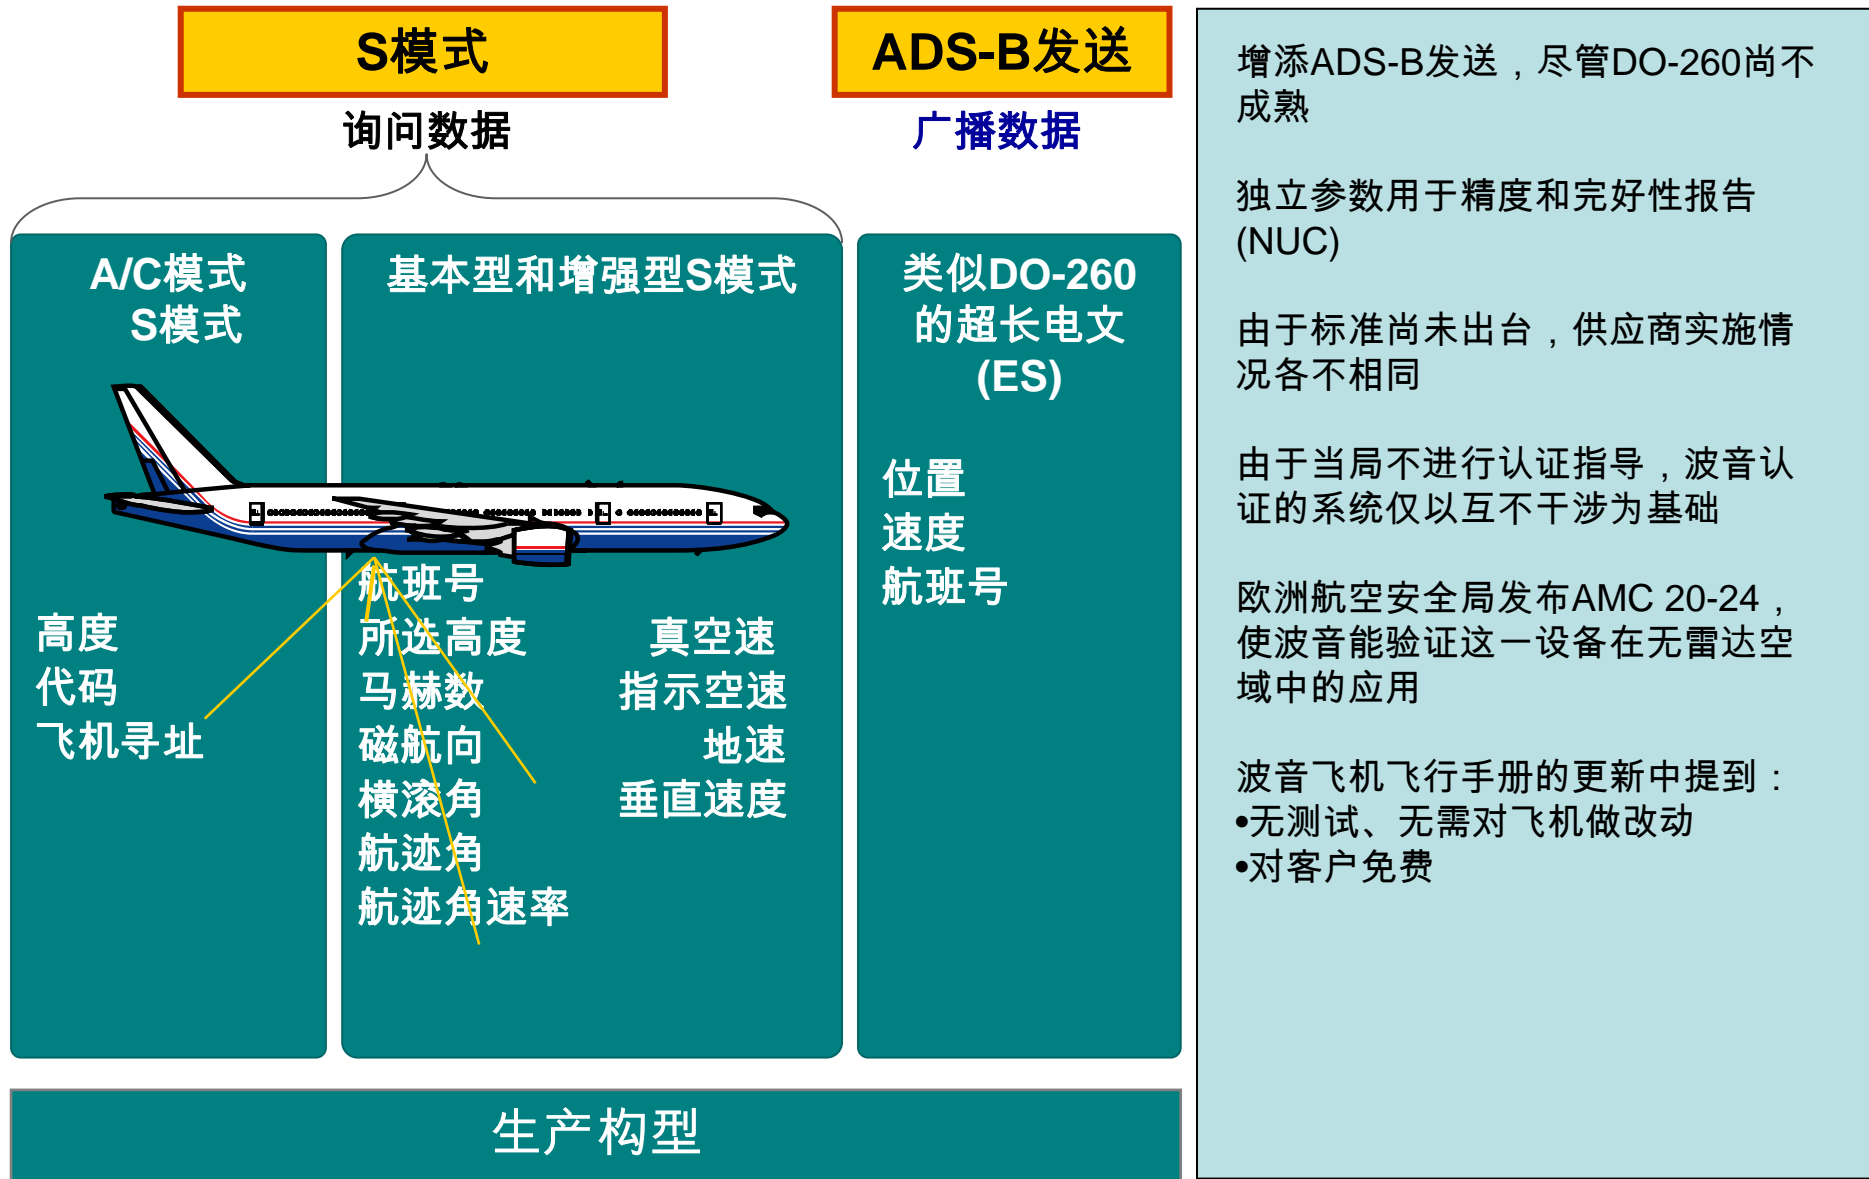 S模式
询问数据
ADS-B发送
广播数据
A/C模式
S模式
高度
代码
飞机寻址
基本型和增强型S模式
航班号
所选高度 真空速
马赫数 指示空速
磁航向 地速
横滚角 垂直速度
航迹角
航迹角速率
类似DO-260
的超长电文
(ES)
位置
速度
航班号
生产构型
增添ADS-B发送，尽管DO-260尚不
成熟
独立参数用于精度和完好性报告
(NUC)
由于标准尚未出台，供应商实施情
况各不相同
由于当局不进行认证指导，波音认
证的系统仅以互不干涉为基础
欧洲航空安全局发布AMC 20-24，
使波音能验证这一设备在无雷达空
域中的应用
波音飞机飞行手册的更新中提到：
•无测试、无需对飞机做改动
•对客户免费